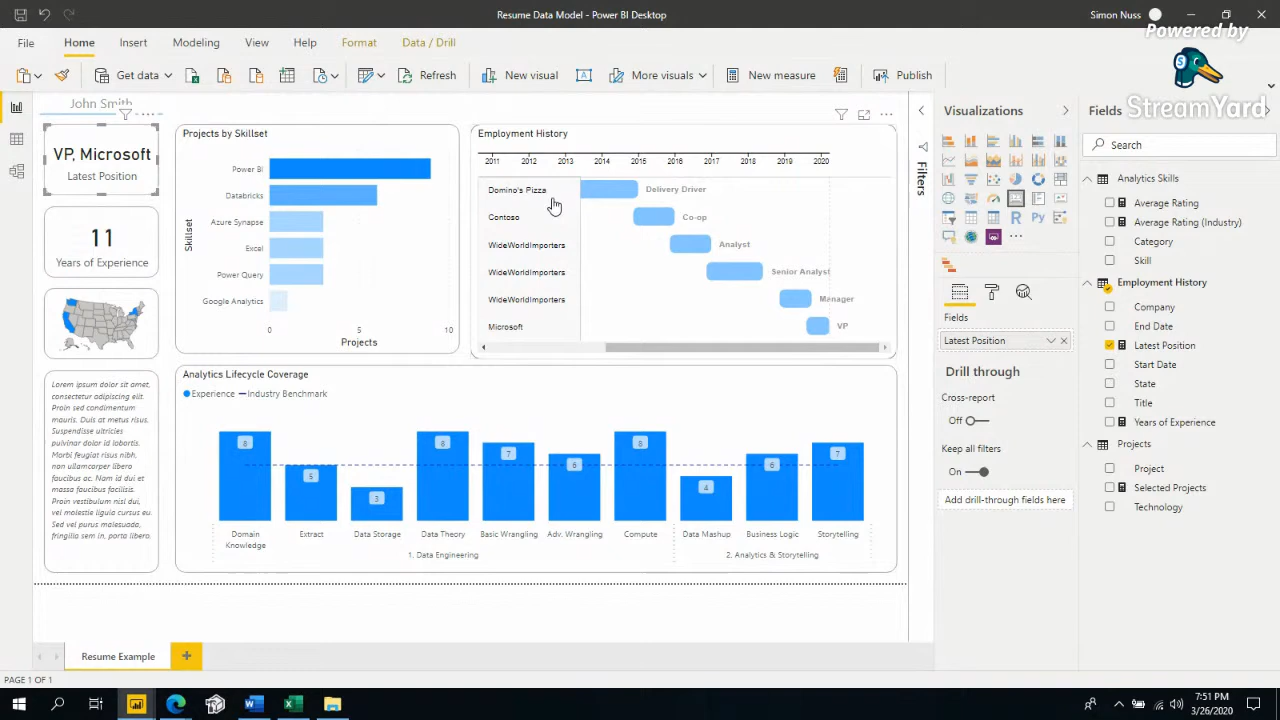 Resume Data Model - Power BI Desktop
Simon Nuss
Powered by
StreamYard
File
Home
Insert
Modeling
View
Help
Format
Data / Drill
Get data
Refresh
New visual
More visuals
New measure
Publish
John Smith
VP, Microsoft
Latest Position
11
Years of Experience
Lorem ipsum dolor sit amet,
consectetur adipiscing elit.
Proin sed condimentum
mauris. Duis at metus risus.
Suspendisse ultricies
pulvinar dolor id lobortis.
Morbi feugiat risus nibh,
non ullamcorper libero
faucibus ac. Nam id et
massa faucibus facilisis.
Proin vestibulum nisl dui,
vel molestie ligula cursus et.
Sed vel purus malesuada,
fringilla sem in, porta libero.
Projects by Skillset
Skillset
Power BI
Databricks
Azure Synapse
Excel
Power Query
Google Analytics
0 5 10
Projects
Employment History
2011 2012 2013 2014 2015 2016 2017 2018 2019 2020
Domino's Pizza Delivery Driver
Contoso Co-op
WideWorldImporters Analyst
WideWorldImporters Senior Analyst
WideWorldImporters Manager
Microsoft VP
Analytics Lifecycle Coverage
Experience Industry Benchmark
8 5 3 8 7 6 8 4 6 7
Domain Knowledge Extract Data Storage Data Theory Basic Wrangling Adv. Wrangling Compute Data Mashup Business Logic Storytelling
1. Data Engineering 2. Analytics & Storytelling
Filters
Visualizations
R Py
Fields
Latest Position
Drill through
Cross-report
Off
Keep all filters
On
Add drill-through fields here
Fields
Search
Analytics Skills
Average Rating
Average Rating (Industry)
Category
Skill
Employment History
Company
End Date
Latest Position
Start Date
State
Title
Years of Experience
Projects
Project
Selected Projects
Technology
Resume Example
PAGE 1 OF 1
7:51 PM
3/26/2020